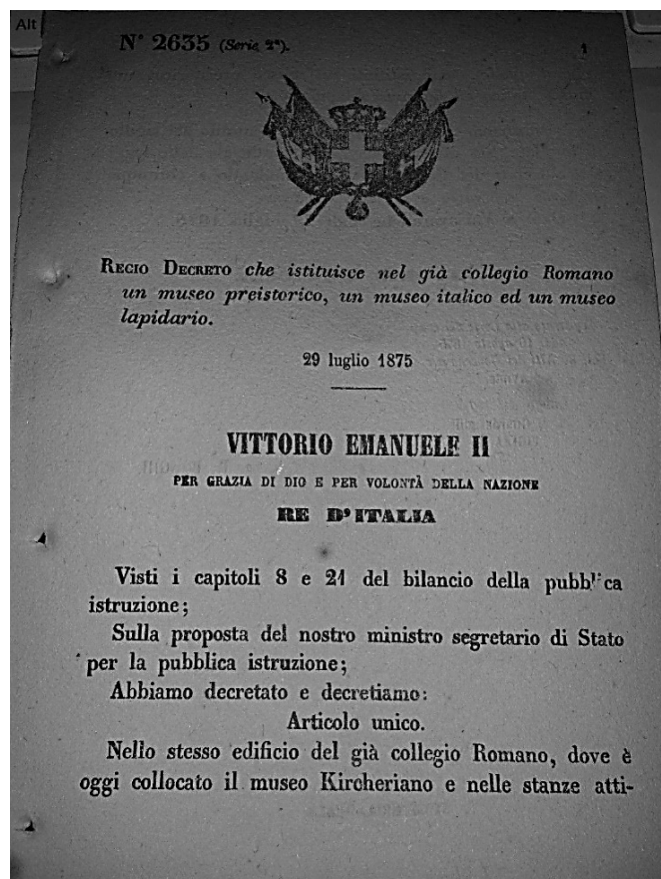 Alt
N° 2635 (Serie 2ª). 1
REGIO DECRETO che istituisce nel già collegio Romano
un museo preistorico, un museo italico ed un museo
lapidario.
29 luglio 1875
VITTORIO EMANUELE II
PER GRAZIA DI DIO E PER VOLONTÀ DELLA NAZIONE
RE D'ITALIA
Visti i capitoli 8 e 21 del bilancio della pubblica
istruzione;
Sulla proposta del nostro ministro segretario di Stato
per la pubblica istruzione;
Abbiamo decretato e decretiamo:
Articolo unico.
Nello stesso edificio del già collegio Romano, dove è
oggi collocato il museo Kircheriano e nelle stanze atti-